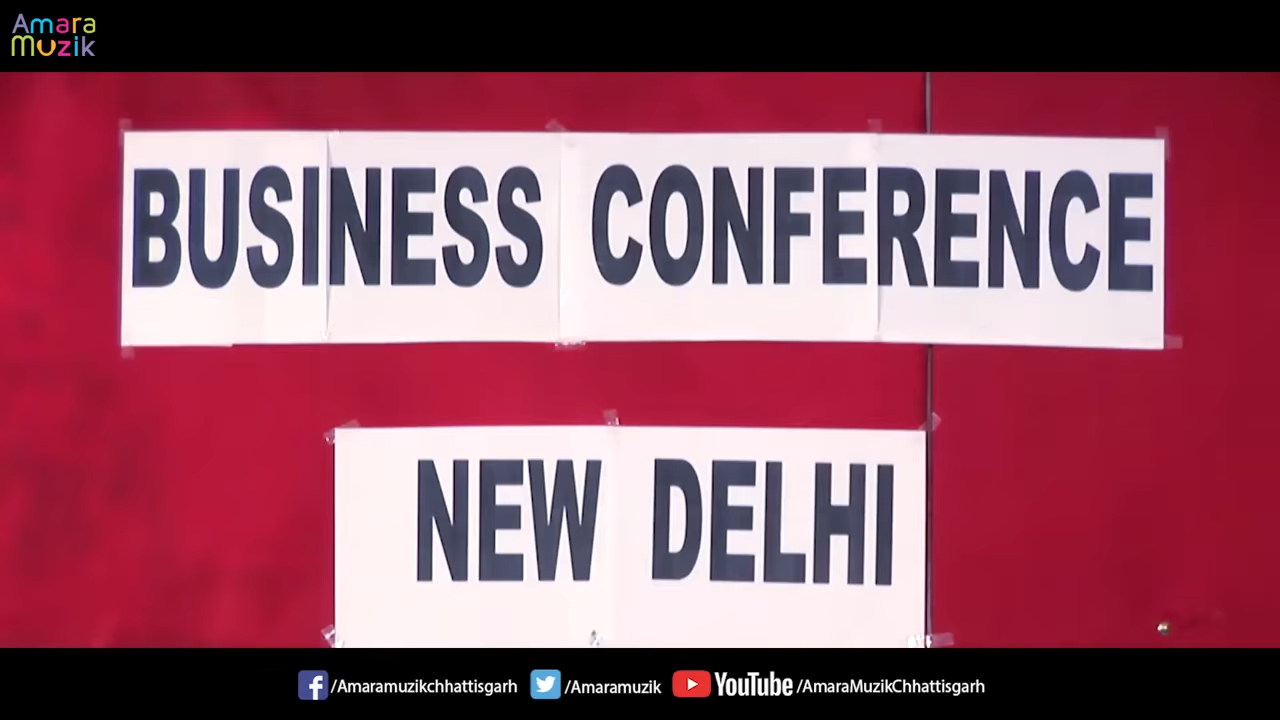 Amara
Muzik
BUSINESS CONFERENCE
NEW DELHI
/Amaramuzikchhattisgarh /Amaramuzik YouTube /AmaraMuzikChhattisgarh